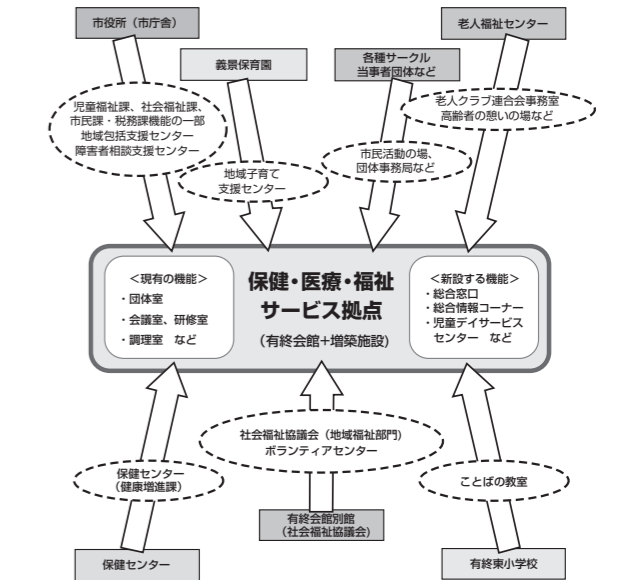 市役所（市庁舎）
老人福祉センター
義景保育園
各種サークル
当事者団体など
児童福祉課、社会福祉課、
市民課・税務課機能の一部
地域包括支援センター
障害者相談支援センター
地域子育て
支援センター
市民活動の場、
団体事務局など
老人クラブ連合会事務室
高齢者の憩いの場など
＜現有の機能＞
・団体室
・会議室、研修室
・調理室　など
保健・医療・福祉
サービス拠点
（有終会館+増築施設)
＜新設する機能＞
・総合窓口
・総合情報コーナー
・児童デイサービス
センター　など
保健センター
（健康増進課）
社会福祉協議会（地域福祉部門)
ボランティアセンター
ことばの教室
保健センター
有終会館別館
（社会福祉協議会）
有終東小学校